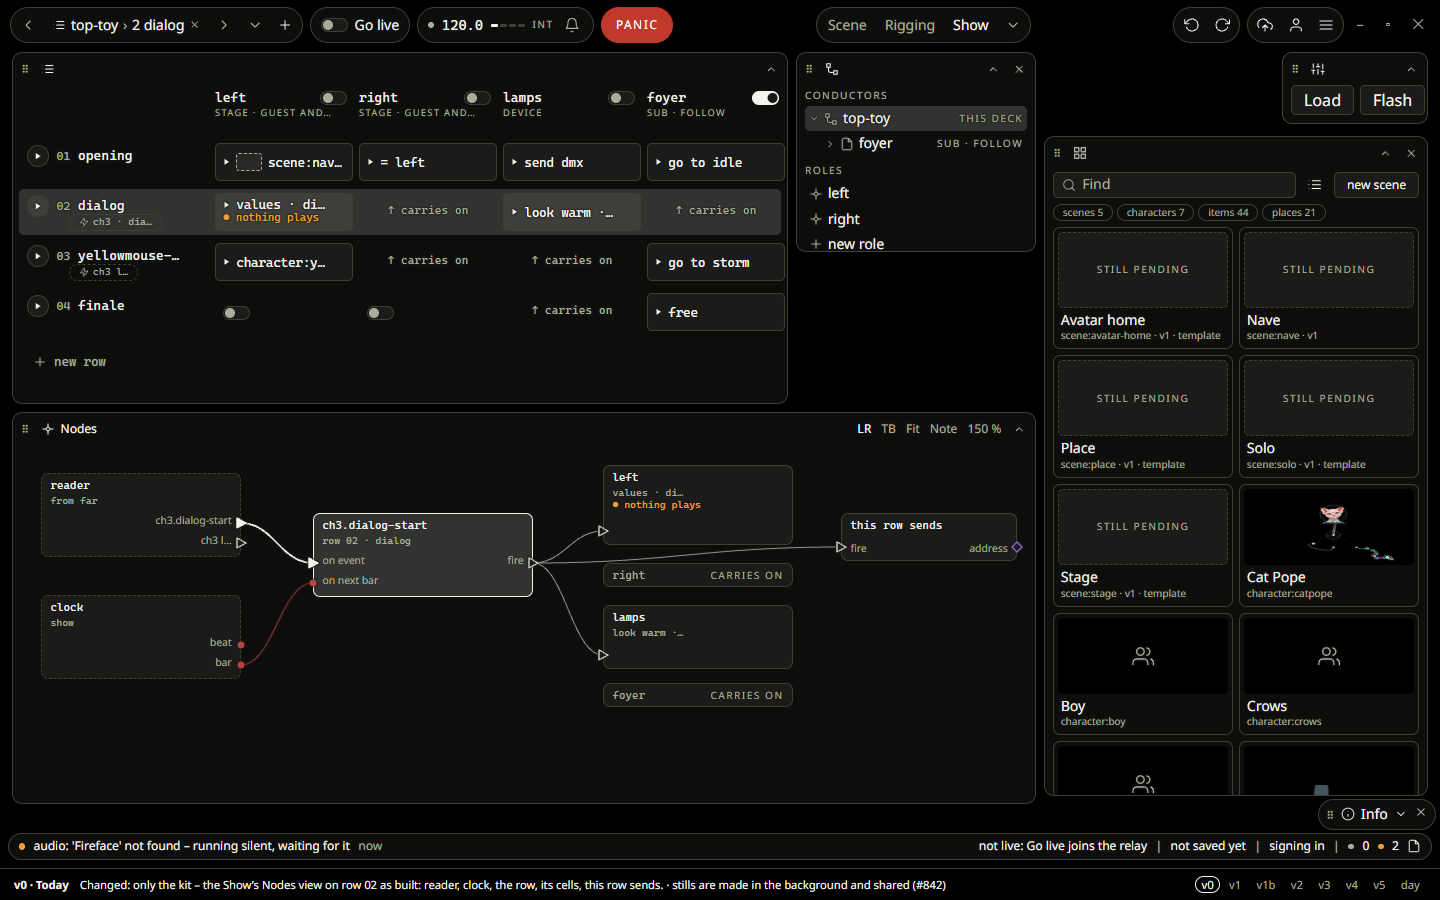 top-toy › 2 dialog ×
Go live
120.0 INT
PANIC
Scene Rigging Show
left
STAGE · GUEST AND…
right
STAGE · GUEST AND…
lamps
DEVICE
foyer
SUB · FOLLOW
01 opening
scene:nav…
= left
send dmx
go to idle
02 dialog
ch3 · dia…
values · di…
nothing plays
↑ carries on
look warm ·…
↑ carries on
03 yellowmouse-…
ch3 l…
character:y…
↑ carries on
↑ carries on
go to storm
04 finale
↑ carries on
free
+ new row
CONDUCTORS
top-toy THIS DECK
foyer SUB · FOLLOW
ROLES
left
right
+ new role
Load Flash
Find
new scene
scenes 5 characters 7 items 44 places 21
STILL PENDING
Avatar home
scene:avatar-home · v1 · template
STILL PENDING
Nave
scene:nave · v1
STILL PENDING
Place
scene:place · v1 · template
STILL PENDING
Solo
scene:solo · v1 · template
STILL PENDING
Stage
scene:stage · v1 · template
Cat Pope
character:catpope
Boy
character:boy
Crows
character:crows
Nodes
LR TB Fit Note 150 %
reader
from far
ch3.dialog-start
ch3 l…
clock
show
beat
bar
ch3.dialog-start
row 02 · dialog
on event fire
on next bar
left
values · di…
nothing plays
right CARRIES ON
lamps
look warm ·…
foyer CARRIES ON
this row sends
fire address
Info
audio: 'Fireface' not found – running silent, waiting for it now
not live: Go live joins the relay | not saved yet | signing in | 0 2
v0 · Today Changed: only the kit – the Show's Nodes view on row 02 as built: reader, clock, the row, its cells, this row sends. · stills are made in the background and shared (#842)
v0 v1 v1b v2 v3 v4 v5 day